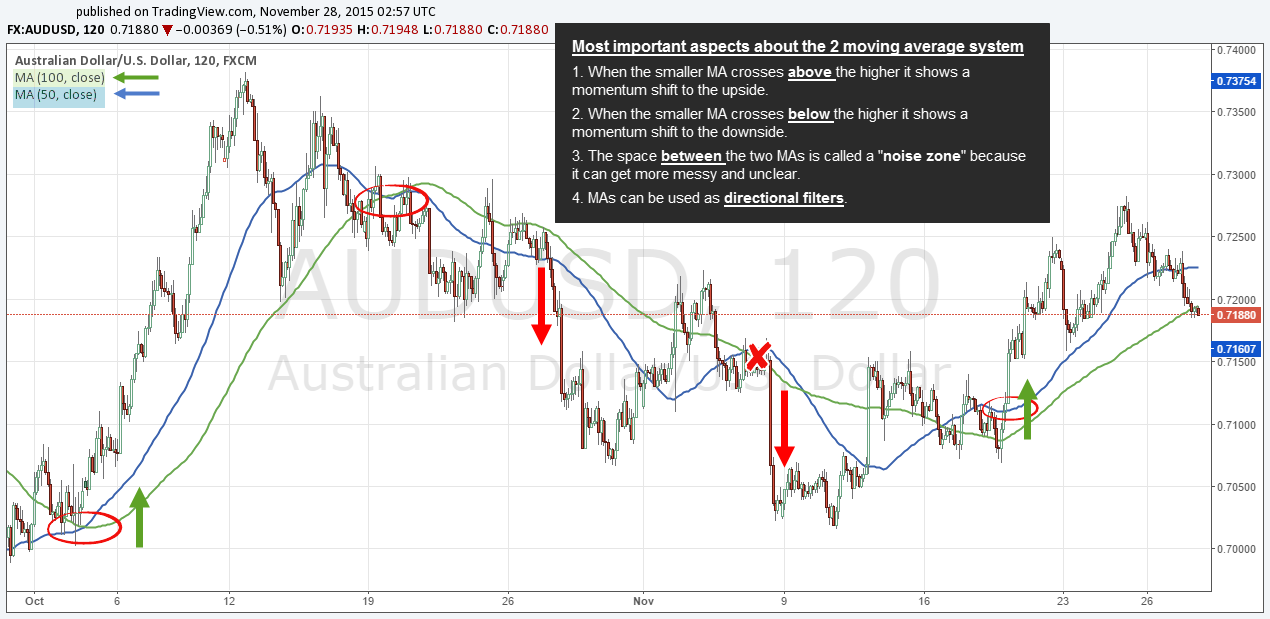 published on TradingView.com, November 28, 2015 02:57 UTC
FX:AUDUSD, 120 0.71880 ▼ −0.00369 (−0.51%) O:0.71935 H:0.71948 L:0.71880 C:0.71880
Australian Dollar/U.S. Dollar, 120, FXCM
MA (100, close)
MA (50, close)
Most important aspects about the 2 moving average system
1. When the smaller MA crosses above the higher it shows a
momentum shift to the upside.
2. When the smaller MA crosses below the higher it shows a
momentum shift to the downside.
3. The space between the two MAs is called a "noise zone" because
it can get more messy and unclear.
4. MAs can be used as directional filters.
AUDUSD, 120
Australian Dollar/U.S. Dollar
0.74000
0.73754
0.73500
0.73000
0.72500
0.72000
0.71880
0.71607
0.71500
0.71000
0.70500
0.70000
Oct 6 12 19 26 Nov 9 16 23 26